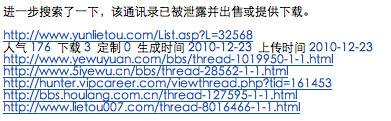 进一步搜索了一下，该通讯录已被泄露并出售或提供下载。
http://www.yunlietou.com/List.asp?L=32568
人气 176 下载 3 定制 0 生成时间 2010-12-23 上传时间 2010-12-23
http://www.yewuyuan.com/bbs/thread-1019950-1-1.html
http://www.5iyewu.cn/bbs/thread-28562-1-1.html
http://hunter.vipcareer.com/viewthread.php?tid=161453
http://bbs.houlang.com.cn/thread-127595-1-1.html
http://www.lietou007.com/thread-8016466-1-1.html